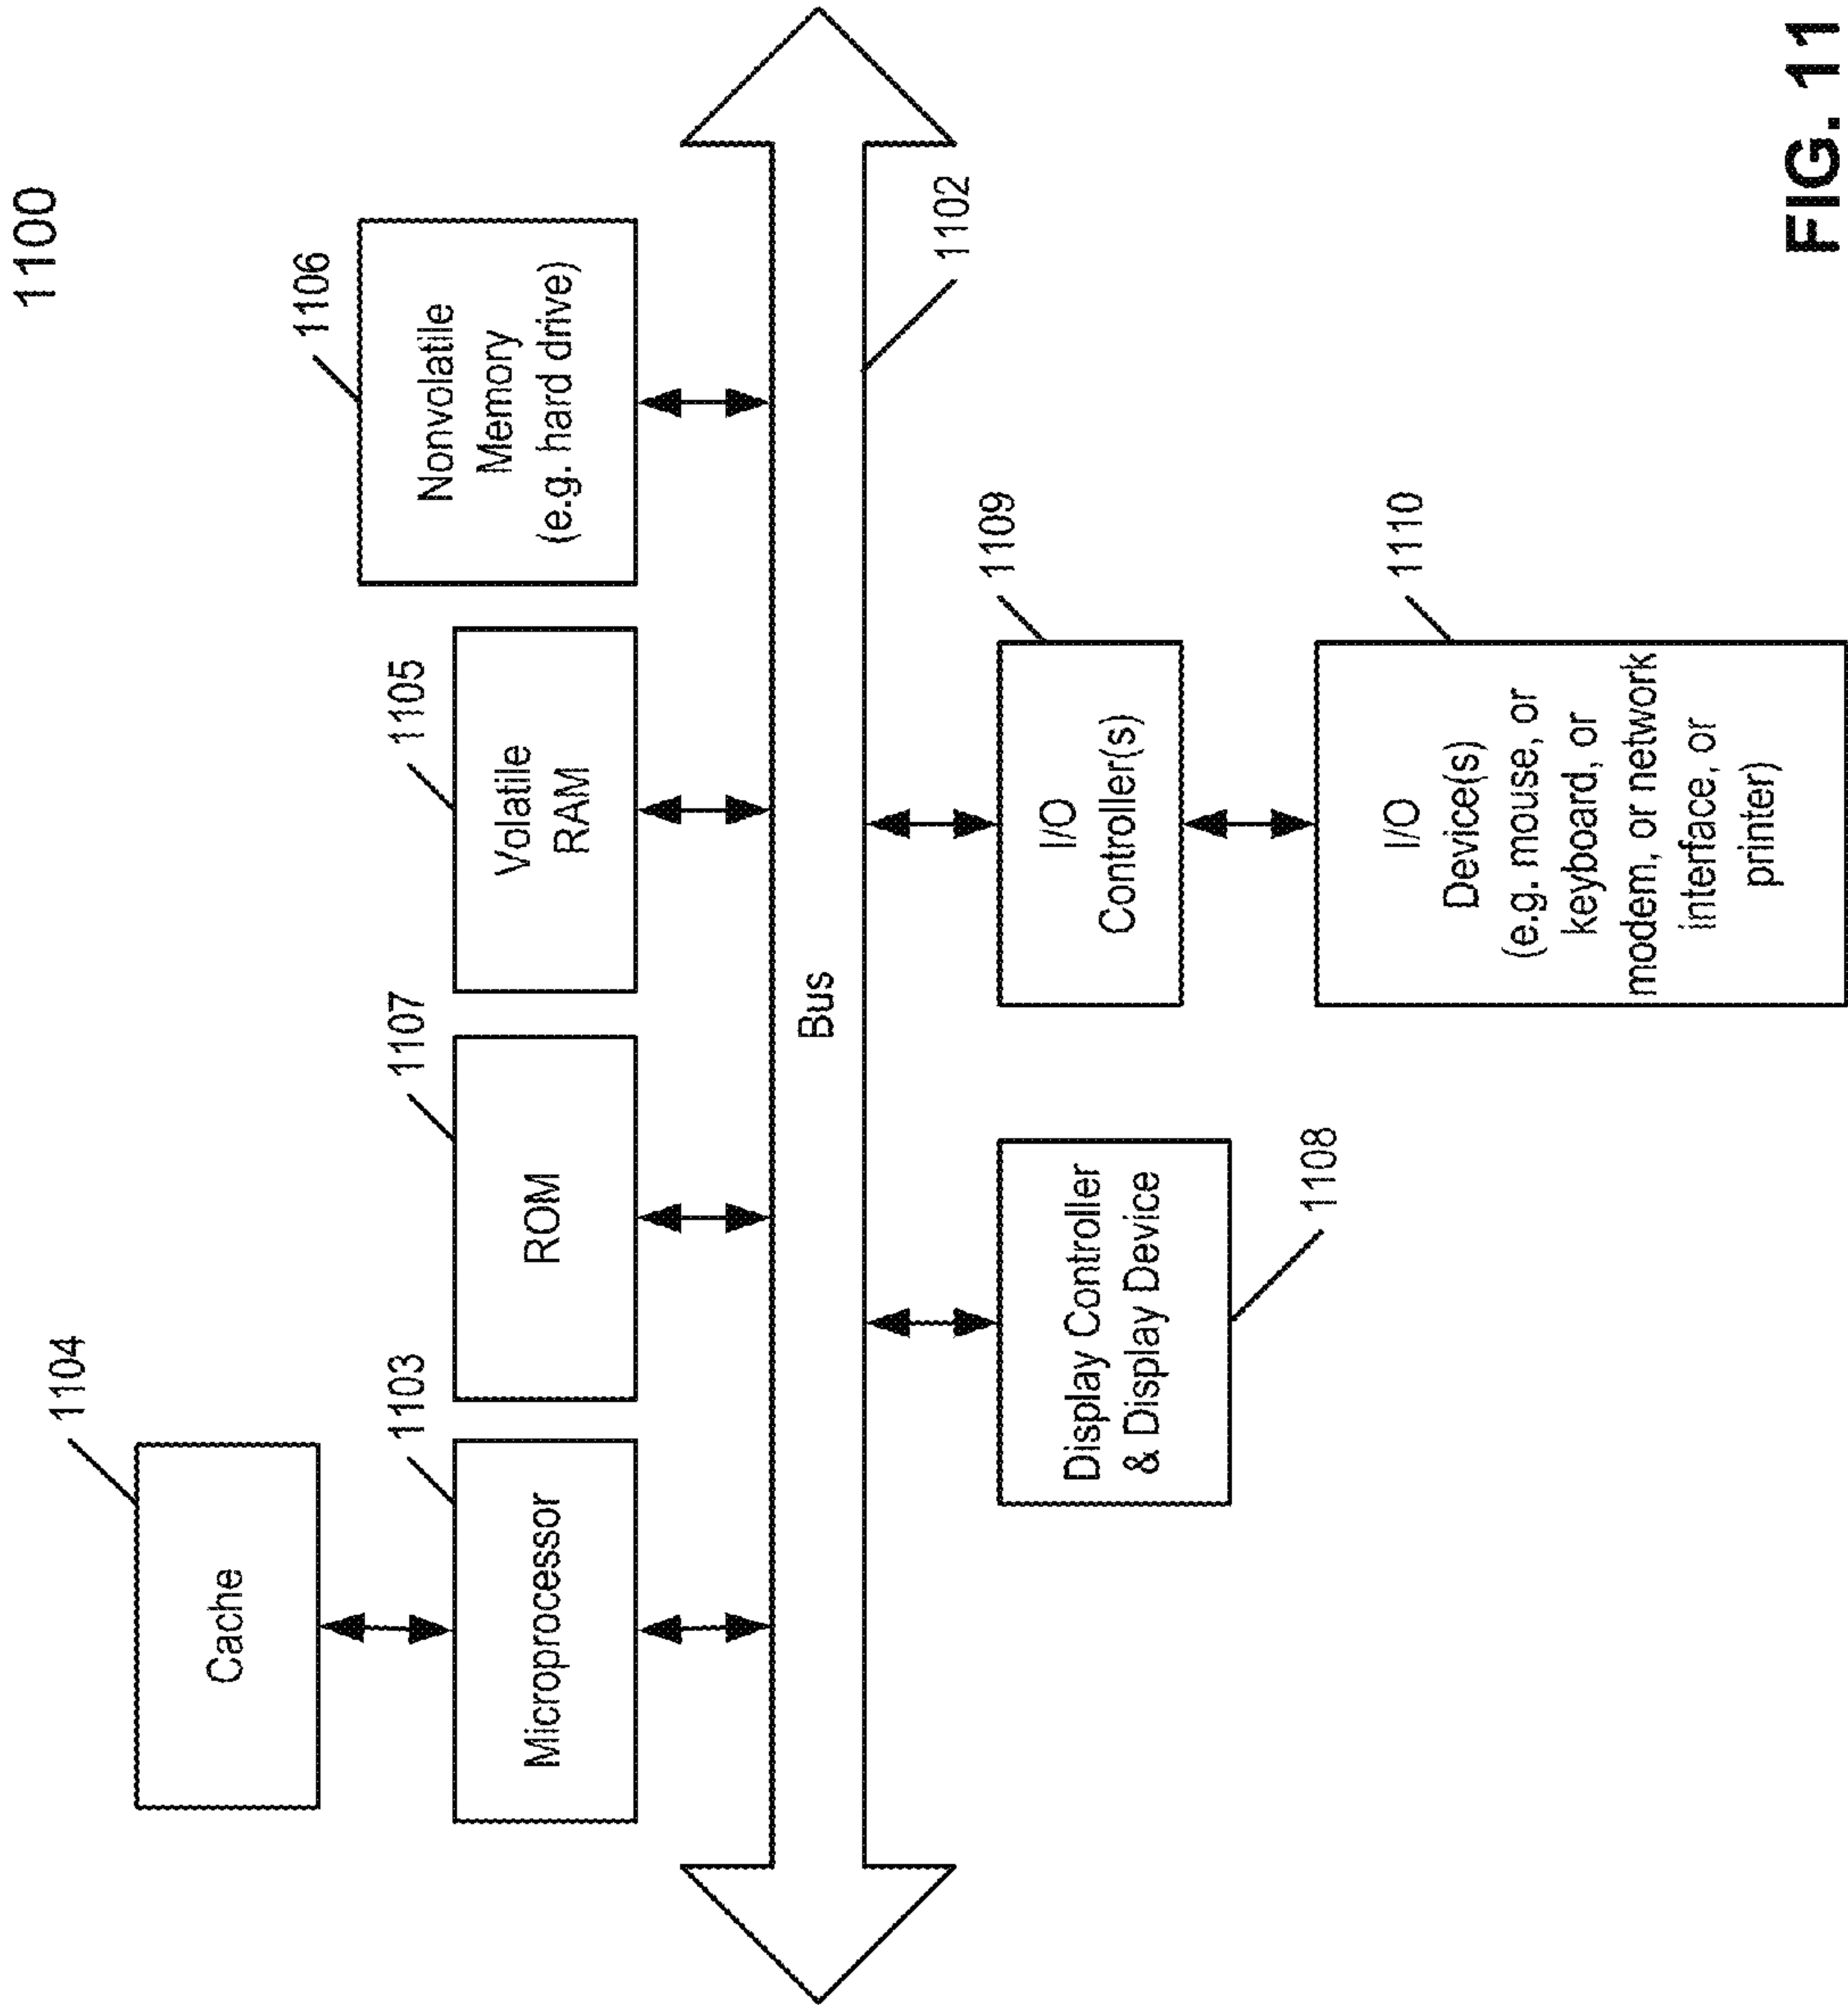 1100
1104
Cache
1103
Microprocessor
1107
ROM
1105
Volatile
RAM
1106
Nonvolatile
Memory
(e.g. hard drive)
Bus
1102
Display Controller
& Display Device
1108
1109
I/O
Controller(s)
1110
I/O
Device(s)
(e.g. mouse, or
keyboard, or
modem, or network
interface, or
printer)
FIG. 11